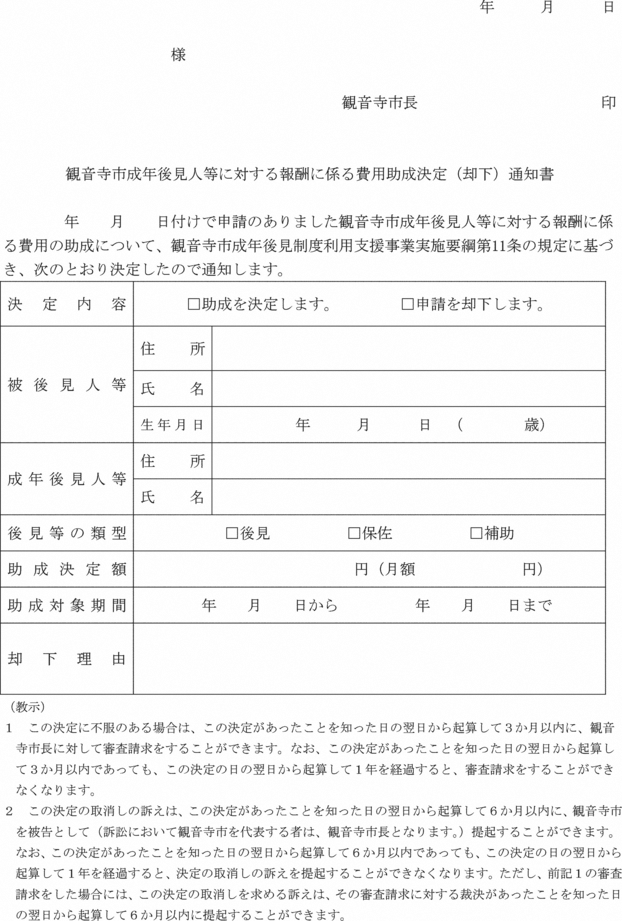 年　　月　　日
様
観音寺市長　　印
観音寺市成年後見人等に対する報酬に係る費用助成決定（却下）通知書
年　　月　　日付けで申請のありました観音寺市成年後見人等に対する報酬に係
る費用の助成について、観音寺市成年後見制度利用支援事業実施要綱第11条の規定に基づ
き、次のとおり決定したので通知します。
決定内容　□助成を決定します。　□申請を却下します。
被後見人等
住所
氏名
生年月日　年　　月　　日　（　　歳）
成年後見人等
住所
氏名
後見等の類型　□後見　□保佐　□補助
助成決定額　円（月額　　円）
助成対象期間　年　　月　　日から　　年　　月　　日まで
却下理由
（教示）
１　この決定に不服のある場合は、この決定があったことを知った日の翌日から起算して３か月以内に、観音
寺市長に対して審査請求をすることができます。なお、この決定があったことを知った日の翌日から起算し
て３か月以内であっても、この決定の日の翌日から起算して１年を経過すると、審査請求をすることができ
なくなります。
２　この決定の取消しの訴えは、この決定があったことを知った日の翌日から起算して６か月以内に、観音寺市
を被告として（訴訟において観音寺市を代表する者は、観音寺市長となります。）提起することができます。
なお、この決定があったことを知った日の翌日から起算して６か月以内であっても、この決定の日の翌日から
起算して１年を経過すると、決定の取消しの訴えを提起することができなくなります。ただし、前記１の審査
請求をした場合には、この決定の取消しを求める訴えは、その審査請求に対する裁決があったことを知った日
の翌日から起算して６か月以内に提起することができます。